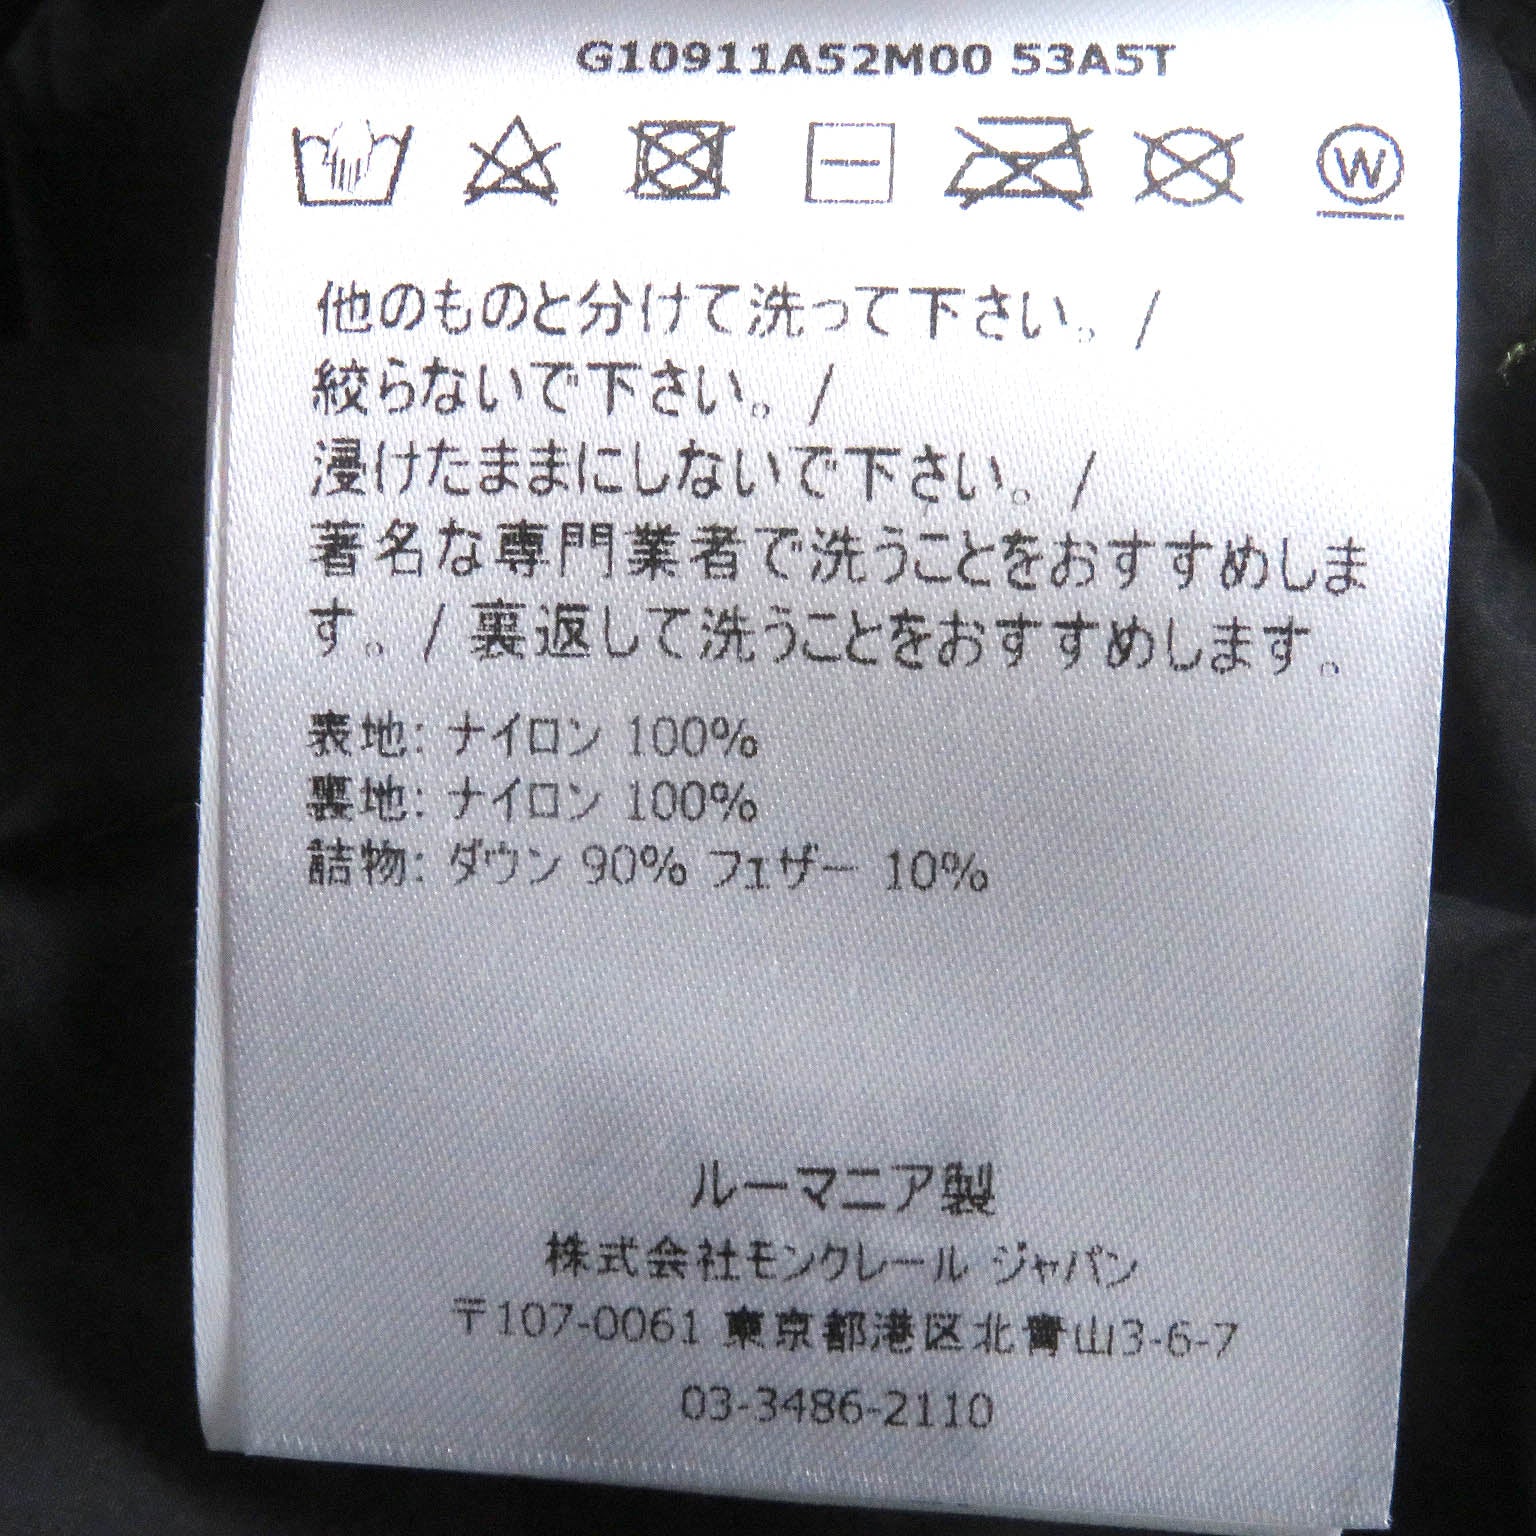 G10911A52M00 53A5T
W
他のものと分けて洗って下さい。/
絞らないで下さい。/
浸けたままにしないで下さい。/
著名な専門業者で洗うことをおすすめしま
す。/ 裏返して洗うことをおすすめします。
表地: ナイロン 100%
裏地: ナイロン 100%
詰物: ダウン 90% フェザー 10%
ルーマニア製
株式会社モンクレール ジャパン
〒107-0061 東京都港区北青山3-6-7
03-3486-2110